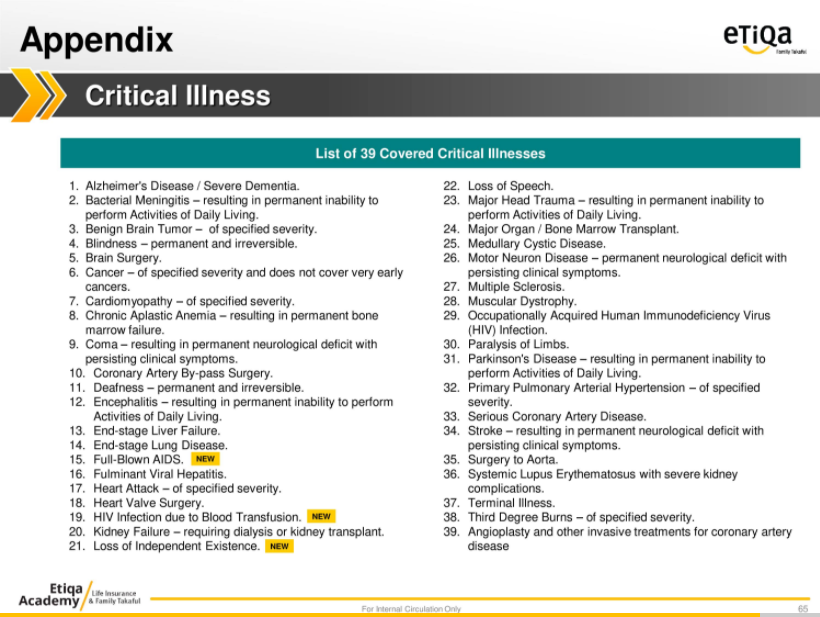 Appendix
eTiQa
Family Takaful
Critical Illness
List of 39 Covered Critical Illnesses
1. Alzheimer's Disease / Severe Dementia.
2. Bacterial Meningitis – resulting in permanent inability to
perform Activities of Daily Living.
3. Benign Brain Tumor – of specified severity.
4. Blindness – permanent and irreversible.
5. Brain Surgery.
6. Cancer – of specified severity and does not cover very early
cancers.
7. Cardiomyopathy – of specified severity.
8. Chronic Aplastic Anemia – resulting in permanent bone
marrow failure.
9. Coma – resulting in permanent neurological deficit with
persisting clinical symptoms.
10. Coronary Artery By-pass Surgery.
11. Deafness – permanent and irreversible.
12. Encephalitis – resulting in permanent inability to perform
Activities of Daily Living.
13. End-stage Liver Failure.
14. End-stage Lung Disease.
15. Full-Blown AIDS. NEW
16. Fulminant Viral Hepatitis.
17. Heart Attack – of specified severity.
18. Heart Valve Surgery.
19. HIV Infection due to Blood Transfusion. NEW
20. Kidney Failure – requiring dialysis or kidney transplant.
21. Loss of Independent Existence. NEW
22. Loss of Speech.
23. Major Head Trauma – resulting in permanent inability to
perform Activities of Daily Living.
24. Major Organ / Bone Marrow Transplant.
25. Medullary Cystic Disease.
26. Motor Neuron Disease – permanent neurological deficit with
persisting clinical symptoms.
27. Multiple Sclerosis.
28. Muscular Dystrophy.
29. Occupationally Acquired Human Immunodeficiency Virus
(HIV) Infection.
30. Paralysis of Limbs.
31. Parkinson's Disease – resulting in permanent inability to
perform Activities of Daily Living.
32. Primary Pulmonary Arterial Hypertension – of specified
severity.
33. Serious Coronary Artery Disease.
34. Stroke – resulting in permanent neurological deficit with
persisting clinical symptoms.
35. Surgery to Aorta.
36. Systemic Lupus Erythematosus with severe kidney
complications.
37. Terminal Illness.
38. Third Degree Burns – of specified severity.
39. Angioplasty and other invasive treatments for coronary artery
disease
Etiqa
Academy
Life Insurance
& Family Takaful
For Internal Circulation Only
65